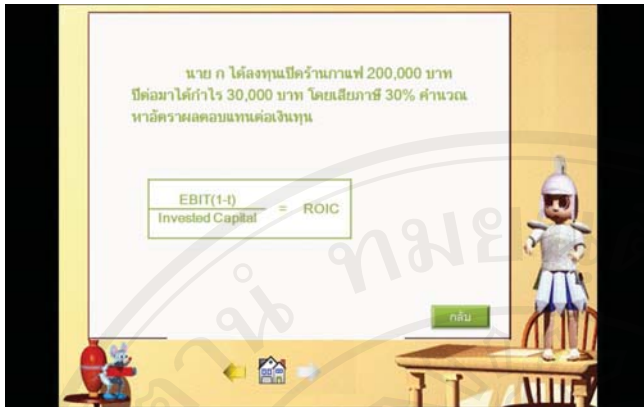 นาย ก ได้ลงทุนเปิดร้านกาแฟ 200,000 บาท
ปีต่อมาได้กำไร 30,000 บาท โดยเสียภาษี 30% คำนวณ
หาอัตราผลตอบแทนต่อเงินทุน
EBIT(1-t)
Invested Capital
= ROIC
กลับ